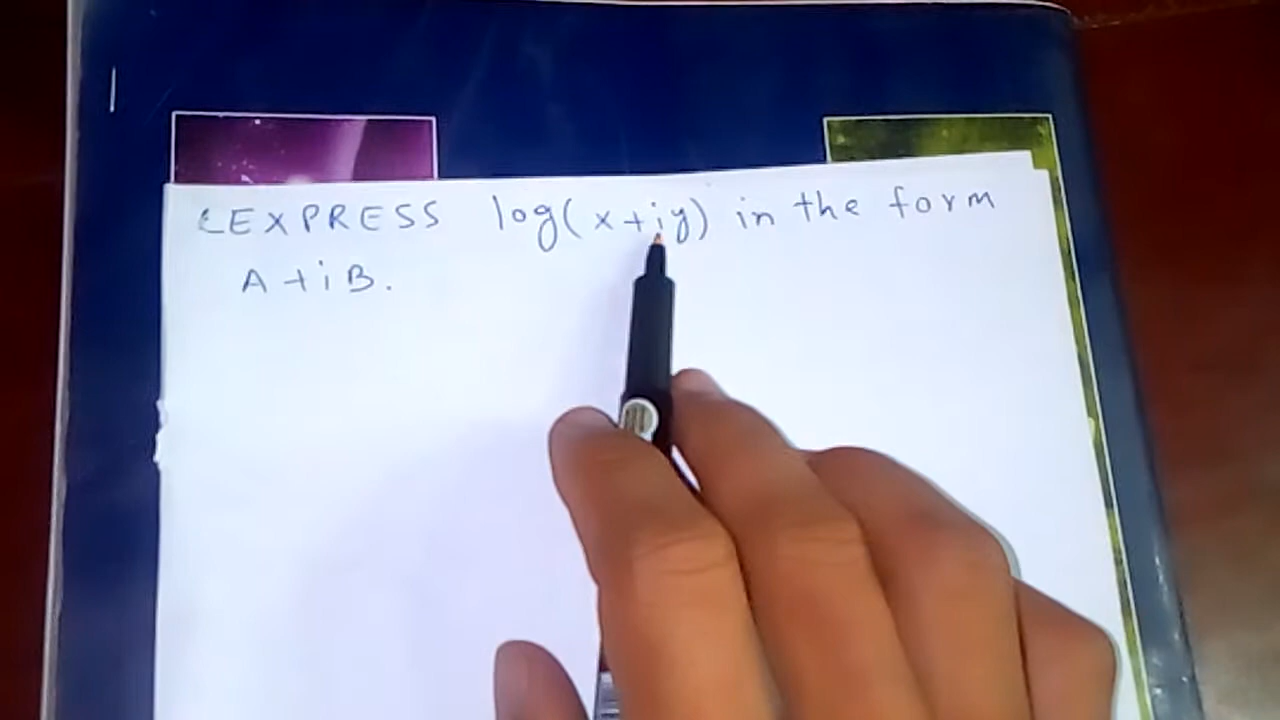 EXPRESS log(x+iy) in the form
A+iB.